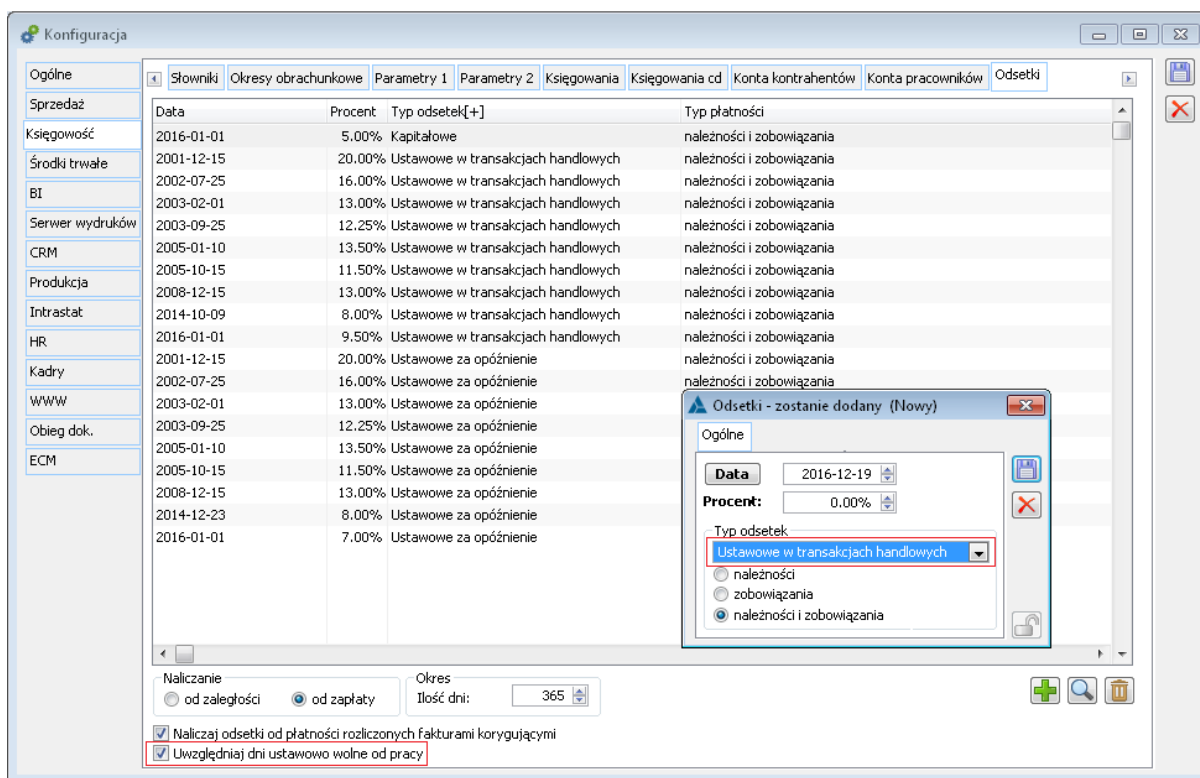 Konfiguracja
Ogólne
Sprzedaż
Księgowość
Środki trwałe
BI
Serwer wydruków
CRM
Produkcja
Intrastat
HR
Kadry
WWW
Obieg dok.
ECM
Słowniki Okresy obrachunkowe Parametry 1 Parametry 2 Księgowania Księgowania cd Konta kontrahentów Konta pracowników Odsetki
Data Procent Typ odsetek[+] Typ płatności
2016-01-01 5.00% Kapitałowe należności i zobowiązania
2001-12-15 20.00% Ustawowe w transakcjach handlowych należności i zobowiązania
2002-07-25 16.00% Ustawowe w transakcjach handlowych należności i zobowiązania
2003-02-01 13.00% Ustawowe w transakcjach handlowych należności i zobowiązania
2003-09-25 12.25% Ustawowe w transakcjach handlowych należności i zobowiązania
2005-01-10 13.50% Ustawowe w transakcjach handlowych należności i zobowiązania
2005-10-15 11.50% Ustawowe w transakcjach handlowych należności i zobowiązania
2008-12-15 13.00% Ustawowe w transakcjach handlowych należności i zobowiązania
2014-10-09 8.00% Ustawowe w transakcjach handlowych należności i zobowiązania
2016-01-01 9.50% Ustawowe w transakcjach handlowych należności i zobowiązania
2001-12-15 20.00% Ustawowe za opóźnienie należności i zobowiązania
2002-07-25 16.00% Ustawowe za opóźnienie należności i zobowiązania
2003-02-01 13.00% Ustawowe za opóźnienie
2003-09-25 12.25% Ustawowe za opóźnienie
2005-01-10 13.50% Ustawowe za opóźnienie
2005-10-15 11.50% Ustawowe za opóźnienie
2008-12-15 13.00% Ustawowe za opóźnienie
2014-12-23 8.00% Ustawowe za opóźnienie
2016-01-01 7.00% Ustawowe za opóźnienie
Odsetki - zostanie dodany (Nowy)
Ogólne
Data 2016-12-19
Procent: 0.00%
Typ odsetek
Ustawowe w transakcjach handlowych
należności
zobowiązania
należności i zobowiązania
Naliczanie
od zaległości od zapłaty
Okres
Ilość dni: 365
Naliczaj odsetki od płatności rozliczonych fakturami korygującymi
Uwzględniaj dni ustawowo wolne od pracy